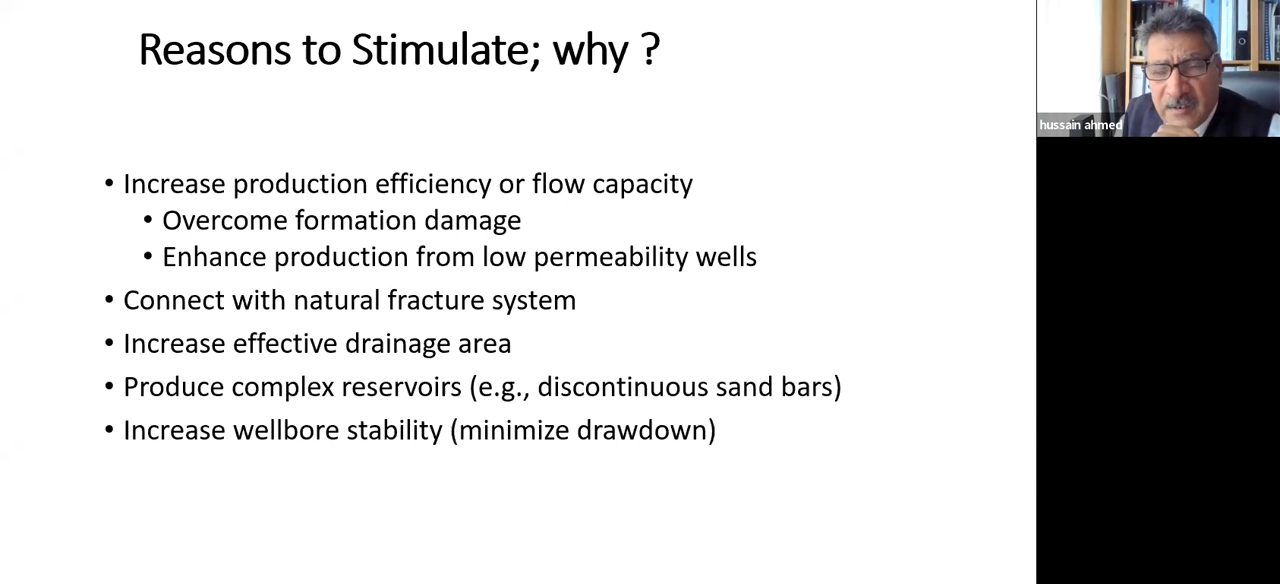 Reasons to Stimulate; why ?
hussain ahmed
• Increase production efficiency or flow capacity
• Overcome formation damage
• Enhance production from low permeability wells
• Connect with natural fracture system
• Increase effective drainage area
• Produce complex reservoirs (e.g., discontinuous sand bars)
• Increase wellbore stability (minimize drawdown)